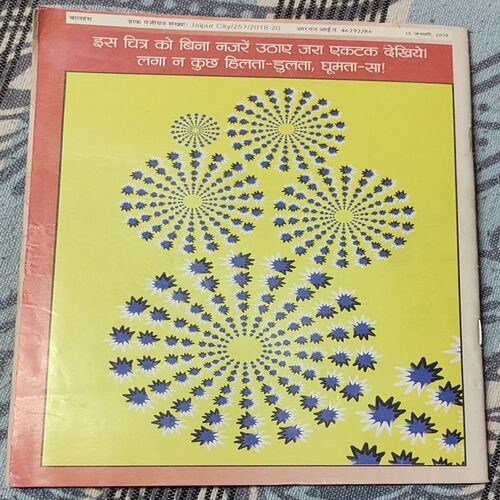 बालहंस डाक पंजीयन संख्या: Jaipur City/257/2018-20 आर.एन.आई.नं. 46292/86 15 जनवरी, 2019
इस चित्र को बिना नजरें उठाए जरा एकटक देखिये।
लगा न कुछ हिलता-डुलता, घूमता-सा!